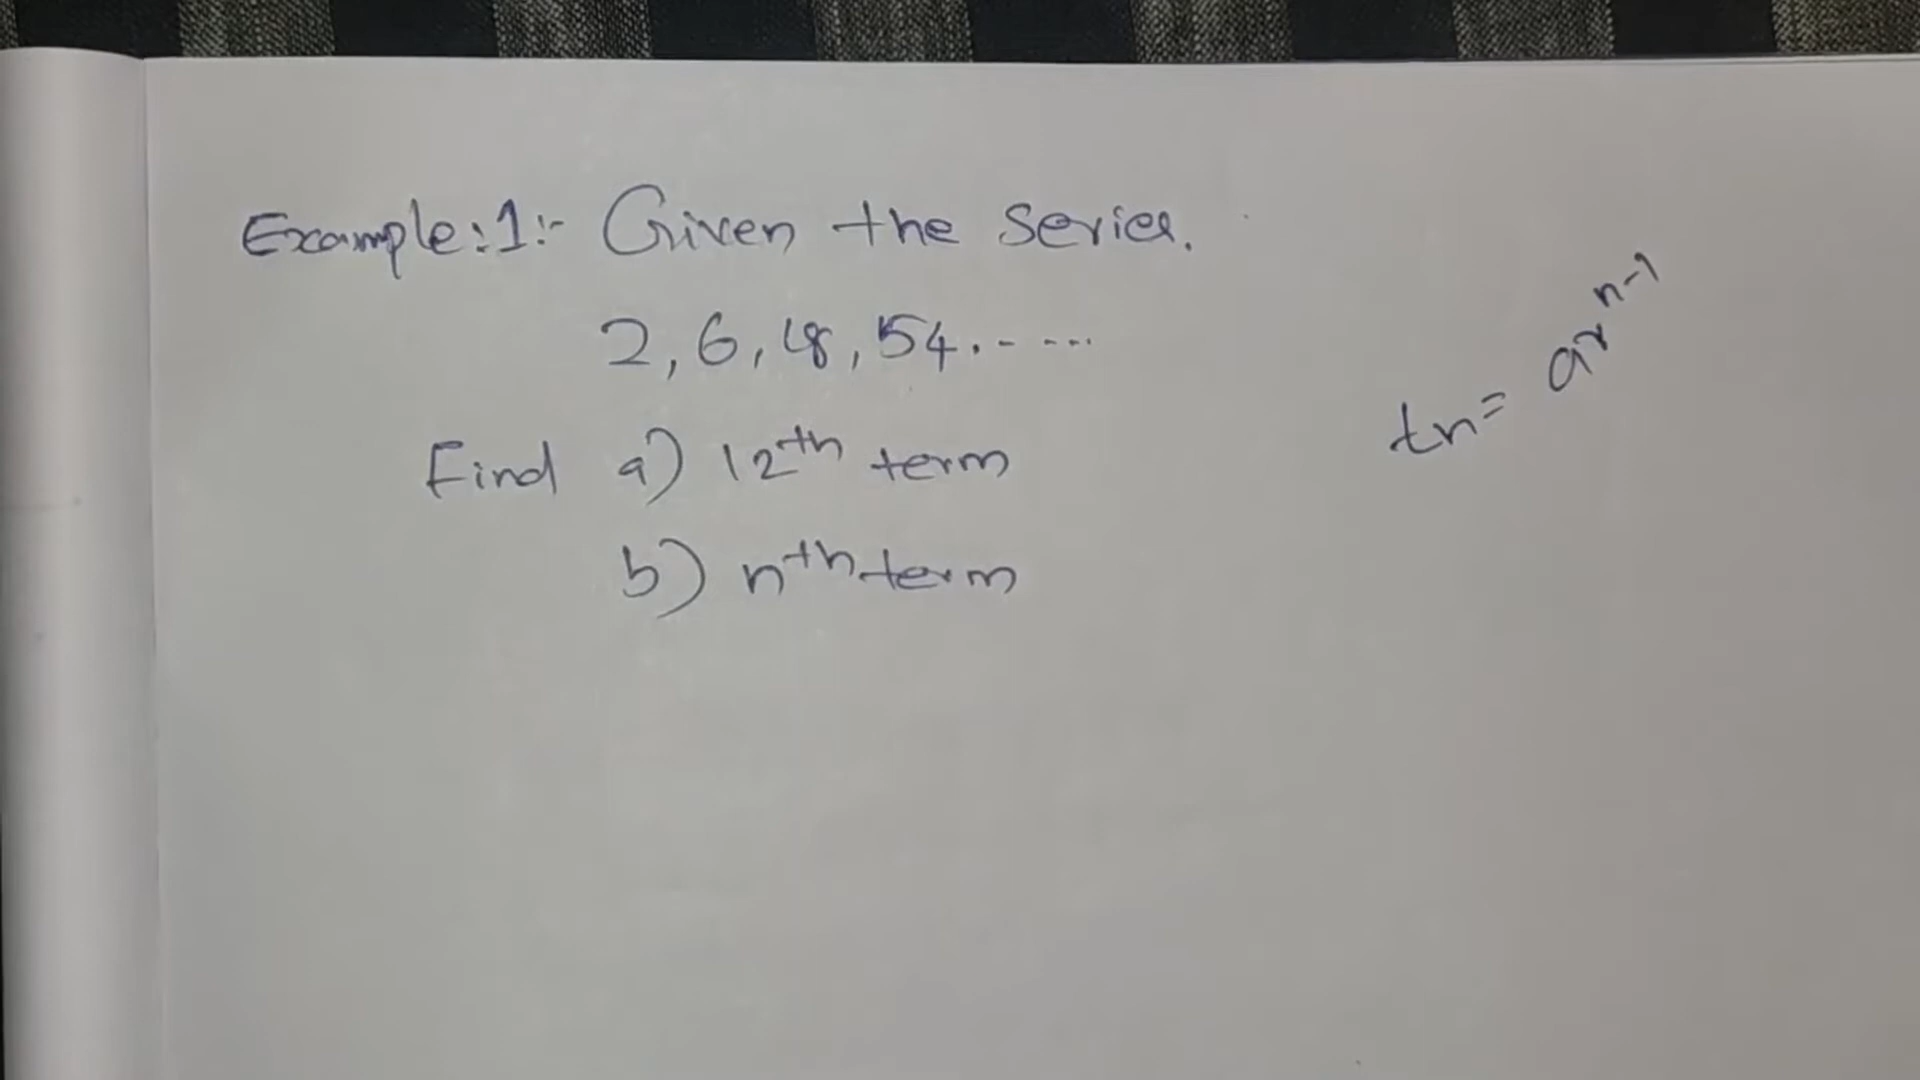 Example:1:- Given the series.
2, 6, 18, 54.-----
Find a) 12th term
b) nth term
tn= ar^n-1